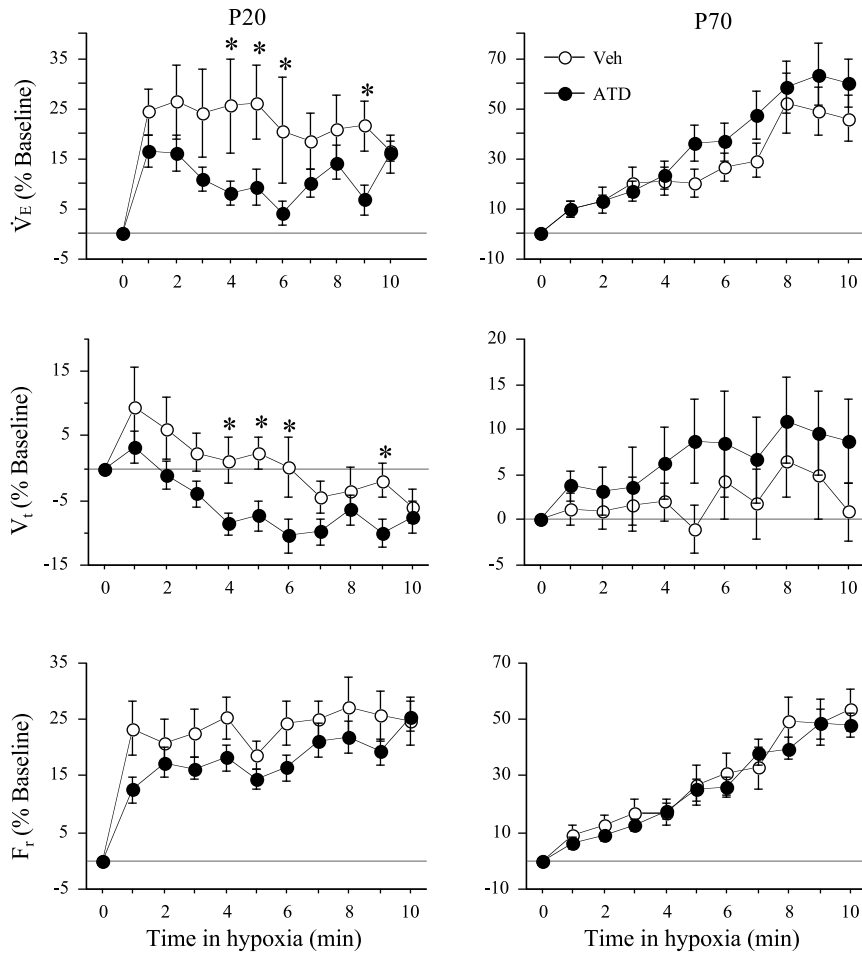 P20
P70
V̇E (% Baseline)
35
25
15
5
-5
* * * *
0 2 4 6 8 10
70
50
30
10
-10
Veh
ATD
0 2 4 6 8 10
Vt (% Baseline)
15
5
-5
-15
* * * *
0 2 4 6 8 10
20
15
10
5
0
-5
0 2 4 6 8 10
Fr (% Baseline)
35
25
15
5
-5
0 2 4 6 8 10
Time in hypoxia (min)
70
50
30
10
-10
0 2 4 6 8 10
Time in hypoxia (min)